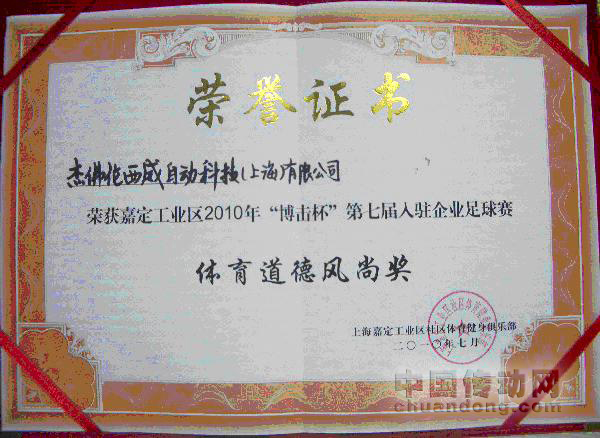 荣誉证书
杰佛伦西威自动科技(上海)有限公司
荣获嘉定工业区2010年“博击杯”第七届入驻企业足球赛
体育道德风尚奖
上海嘉定工业区社区体育健身俱乐部
二〇一〇年七月
中国传动网
chuandong.com